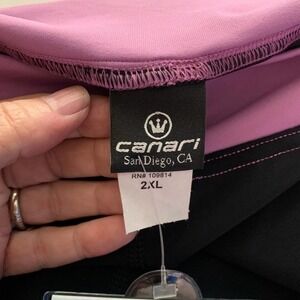 canari
San Diego, CA
RN# 109814
2XL